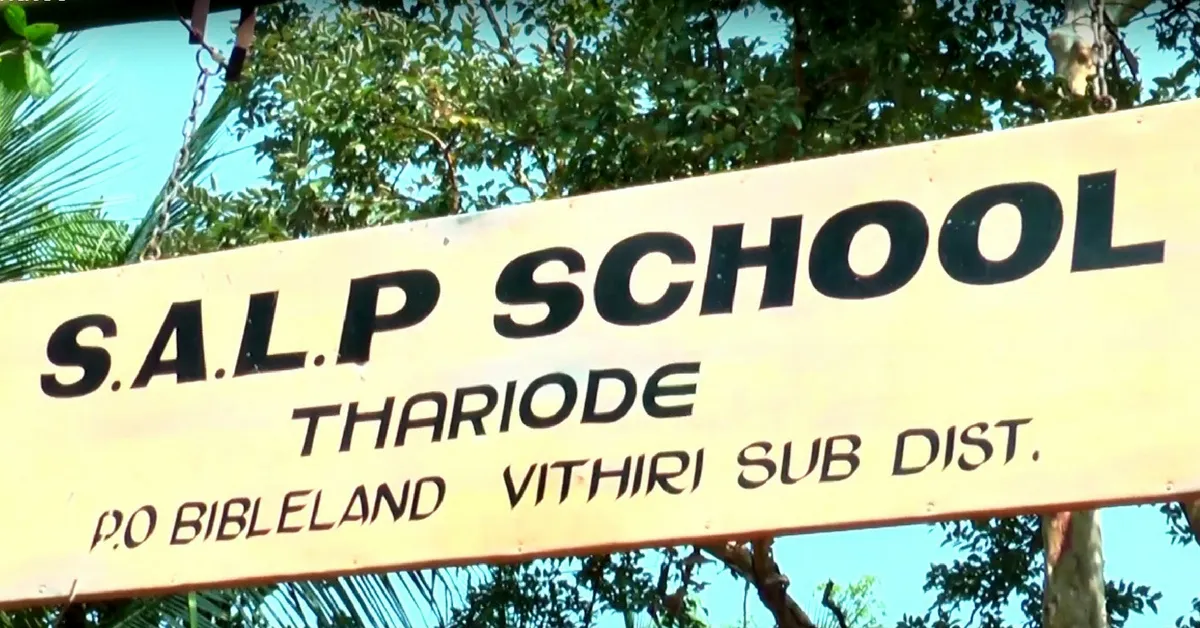 S.A.L.P SCHOOL
THARIODE
P.O BIBLELAND VITHIRI SUB DIST.